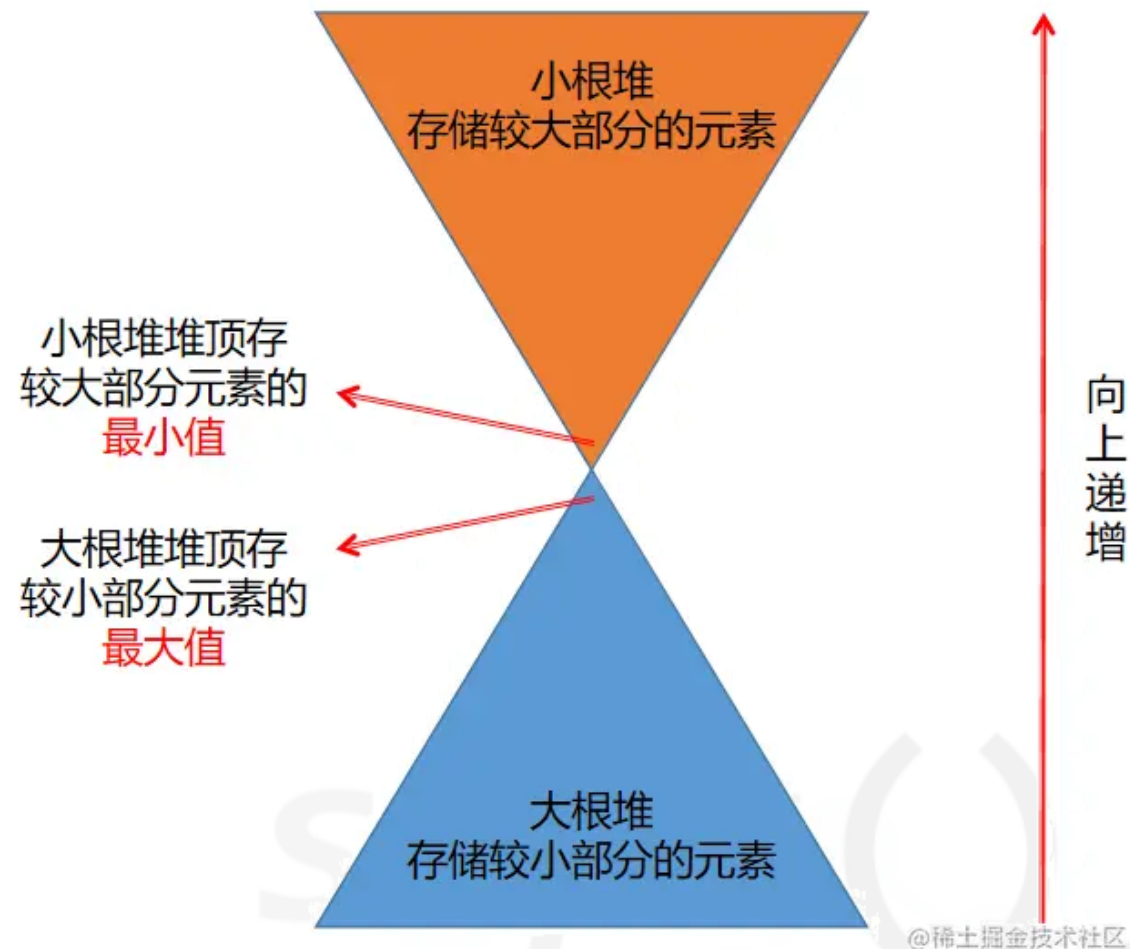 小根堆
存储较大部分的元素
小根堆堆顶存
较大部分元素的
最小值
大根堆堆顶存
较小部分元素的
最大值
向
上
递
增
大根堆
存储较小部分的元素
@稀土掘金技术社区